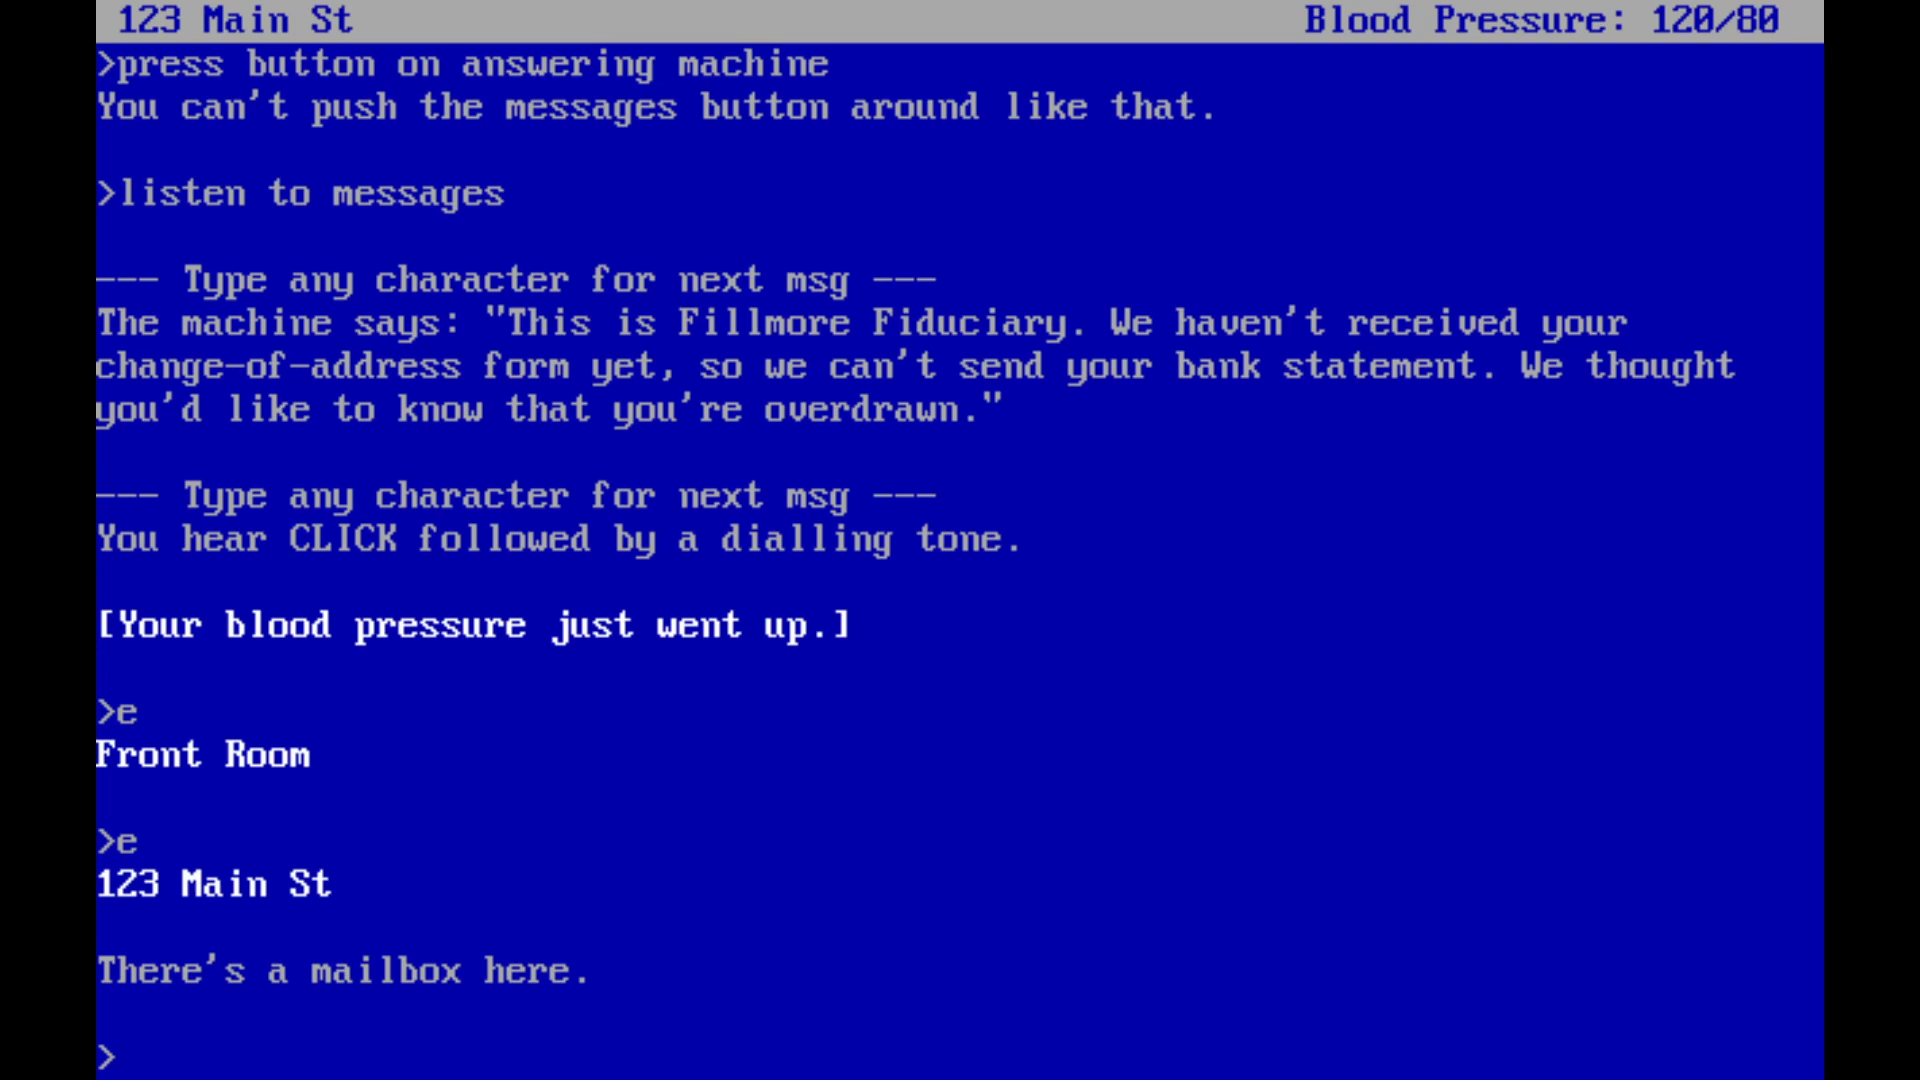 123 Main St Blood Pressure: 120/80
>press button on answering machine
You can't push the messages button around like that.
>listen to messages
--- Type any character for next msg ---
The machine says: "This is Fillmore Fiduciary. We haven't received your
change-of-address form yet, so we can't send your bank statement. We thought
you'd like to know that you're overdrawn."
--- Type any character for next msg ---
You hear CLICK followed by a dialling tone.
[Your blood pressure just went up.]
>e
Front Room
>e
123 Main St
There's a mailbox here.
>